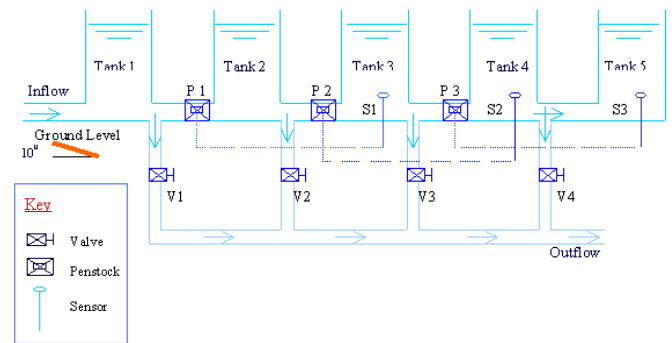 Tank 1
Tank 2
Tank 3
Tank 4
Tank 5
P 1
P 2
P 3
Inflow
S1
S2
S3
Ground Level
10°
V1
V2
V3
V4
Key
Valve
Penstock
Sensor
Outflow